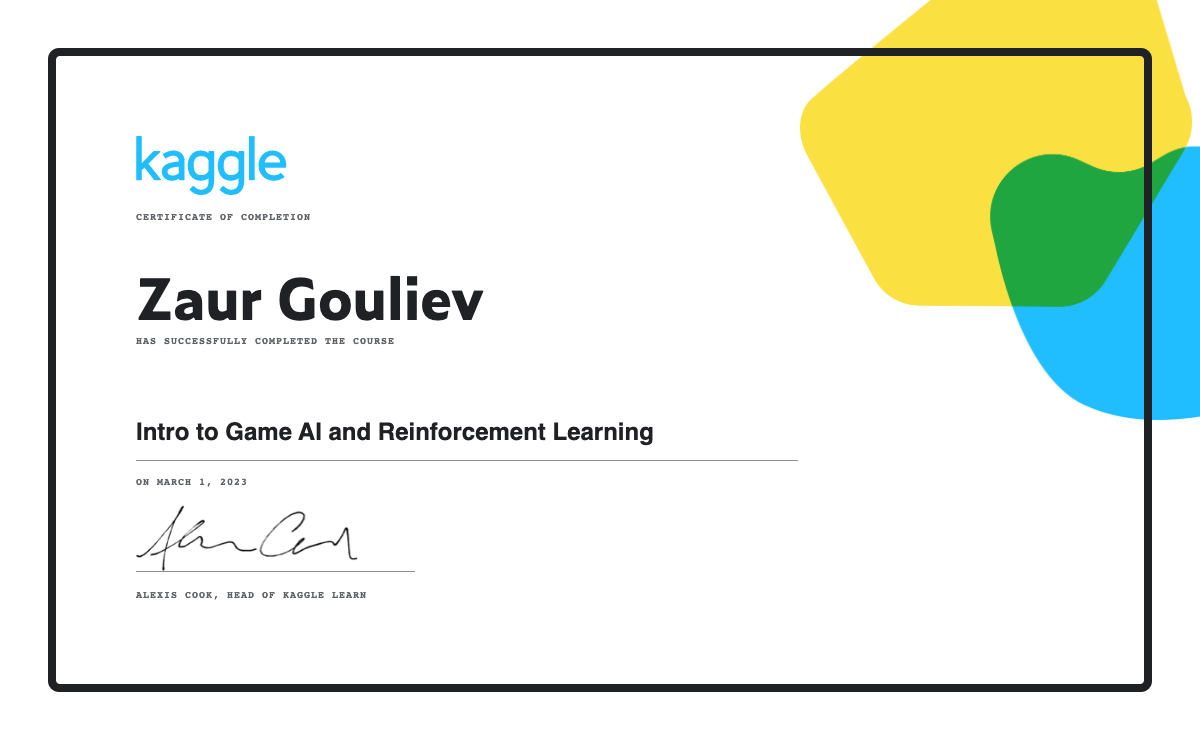 kaggle
CERTIFICATE OF COMPLETION
Zaur Gouliev
HAS SUCCESSFULLY COMPLETED THE COURSE
Intro to Game AI and Reinforcement Learning
ON MARCH 1, 2023
Alexis Cook
ALEXIS COOK, HEAD OF KAGGLE LEARN